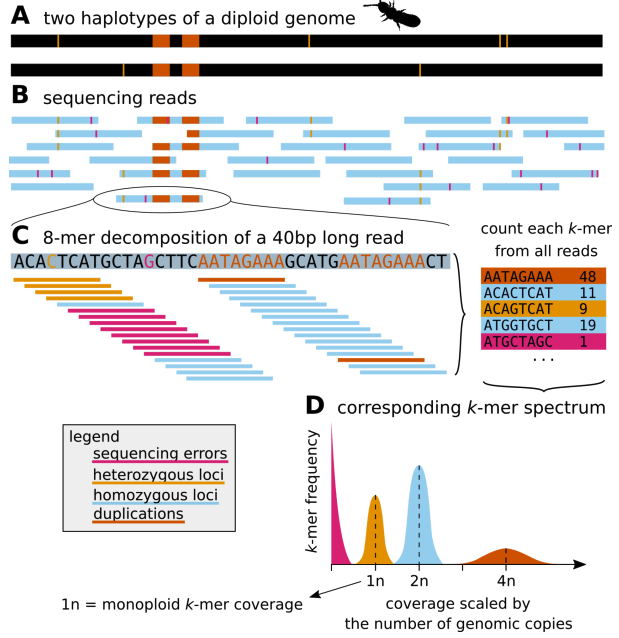 A two haplotypes of a diploid genome
B sequencing reads
C 8-mer decomposition of a 40bp long read
ACACTCATGCTAGCTTCAATAGAAAGCATGAATAGAAACT
count each k-mer
from all reads
AATAGAAA 48
ACACTCAT 11
ACAGTCAT 9
ATGGTGCT 19
ATGCTAGC 1
...
D corresponding k-mer spectrum
legend
sequencing errors
heterozygous loci
homozygous loci
duplications
k-mer frequency
1n 2n 4n
1n = monoploid k-mer coverage
coverage scaled by
the number of genomic copies